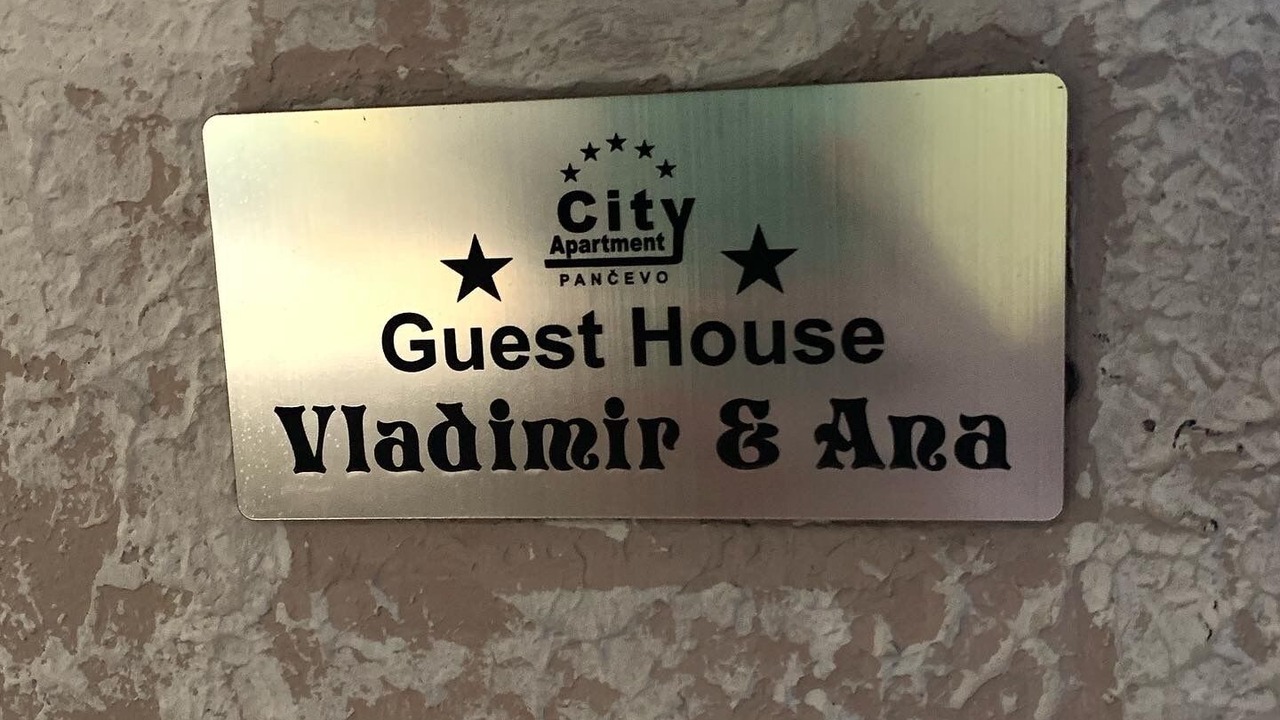 City
Apartment
PANČEVO
Guest House
Vladimir & Ana